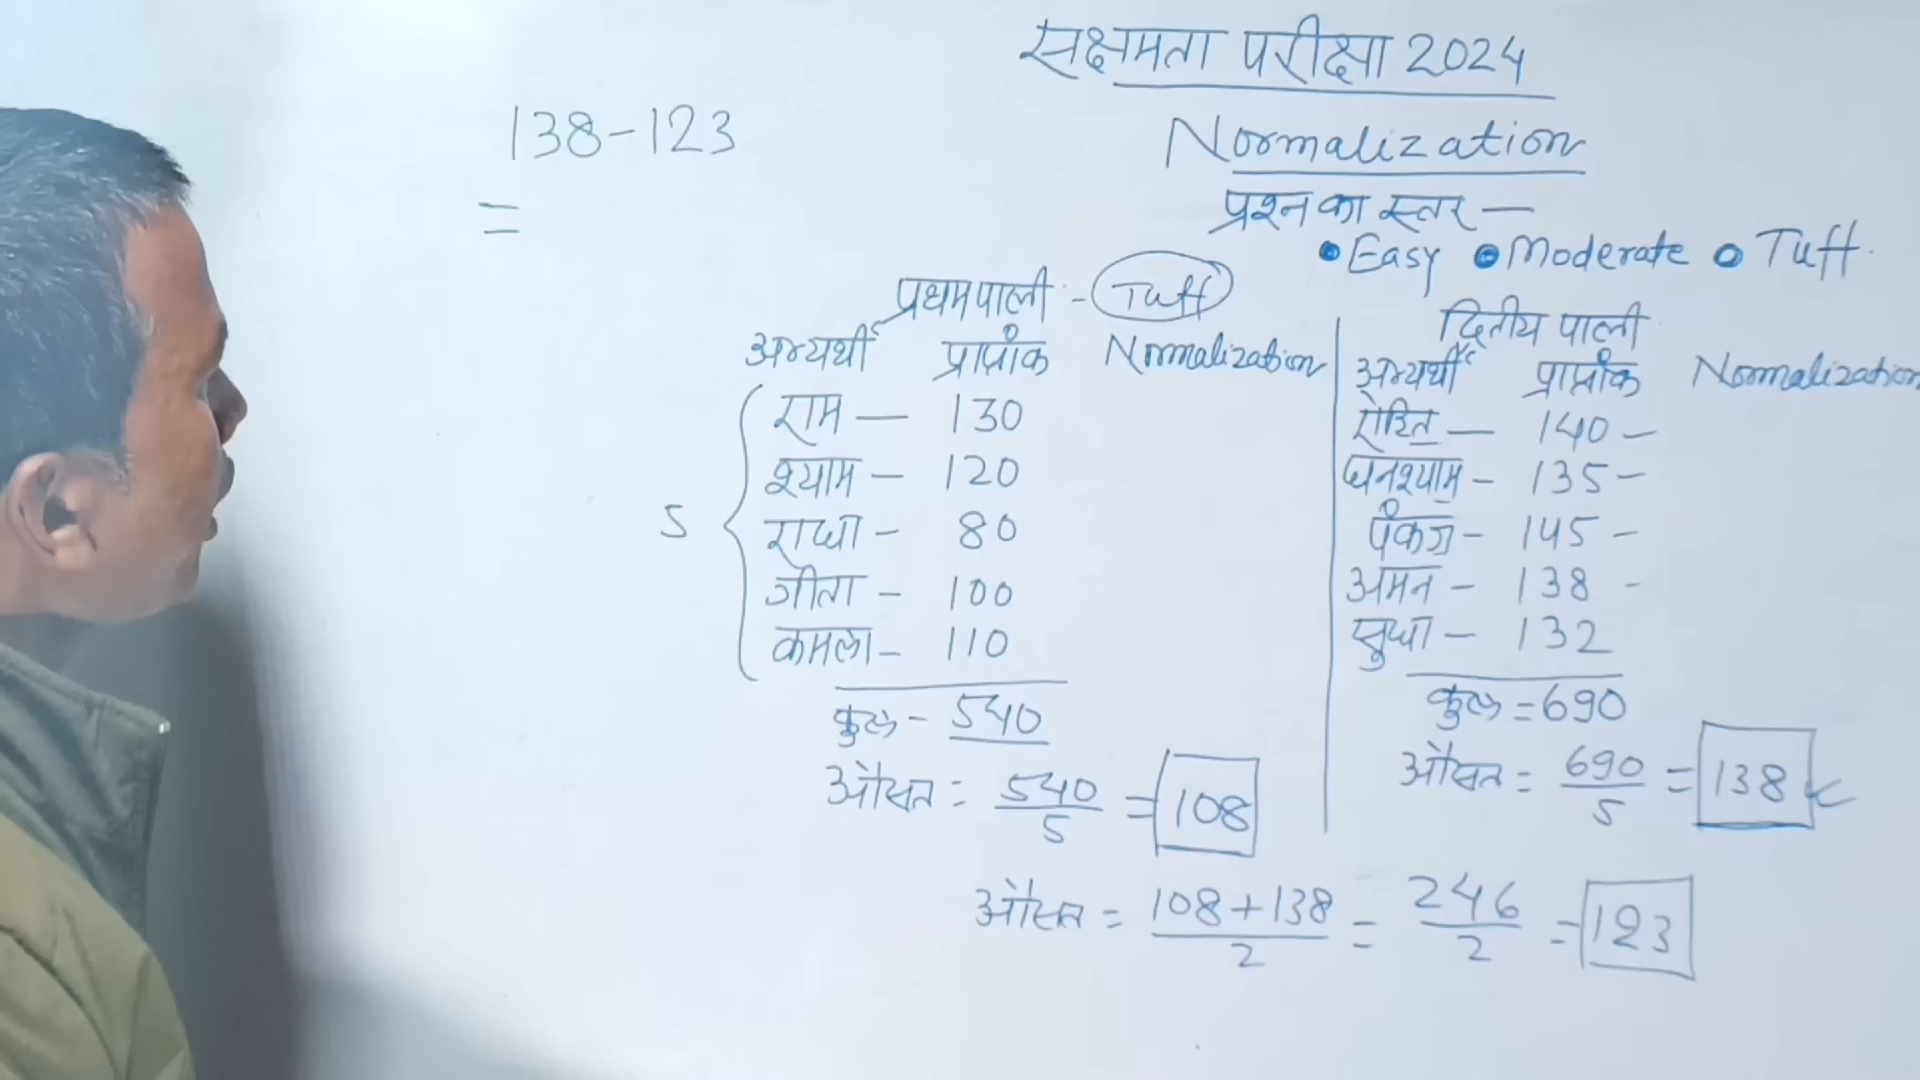 सक्षमता परीक्षा 2024
Normalization
प्रश्न का स्तर —
• Easy • Moderate • Tuff.
138-123
=
प्रथम पाली - Tuff
अभ्यर्थी प्राप्तांक Normalization
राम — 130
श्याम — 120
राधा - 80
गीता - 100
कमला - 110
5
कुल - 540
औसत = 540/5 = 108
द्वितीय पाली
अभ्यर्थी प्राप्तांक Normalization
रोहित — 140 -
घनश्याम - 135 -
पंकज - 145 -
अमन - 138 -
सुधा - 132
कुल = 690
औसत = 690/5 = 138
औसत = 108+138/2 = 246/2 = 123